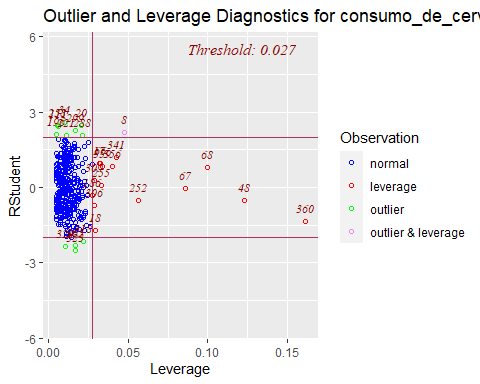 Outlier and Leverage Diagnostics for consumo_de_cerv
Threshold: 0.027
6
3
0
-3
-6
RStudent
0.00
0.05
0.10
0.15
Leverage
8
341
68
67
252
48
360
18
Observation
normal
leverage
outlier
outlier & leverage